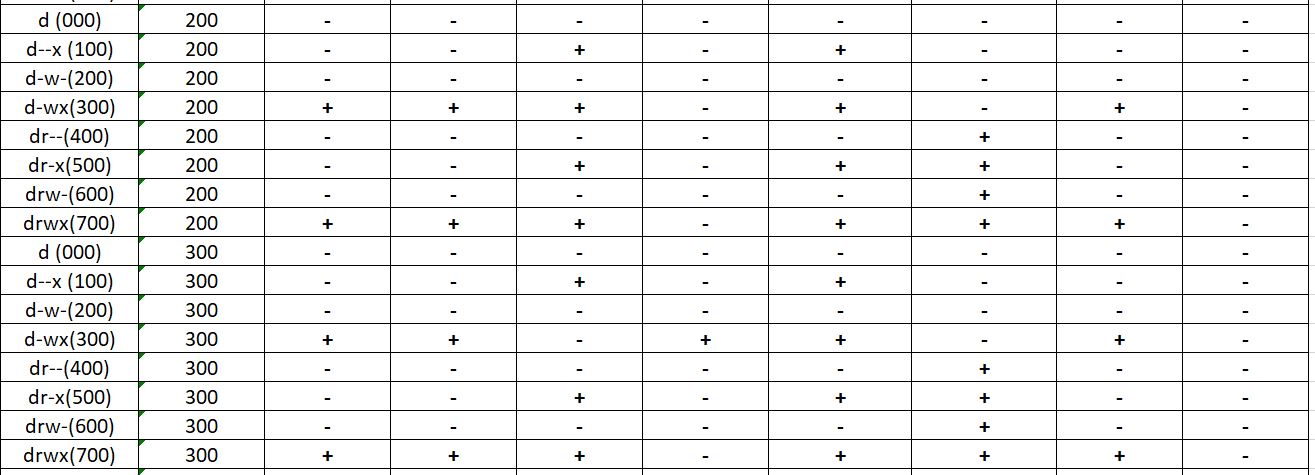 d (000) 200 - - - - - - - -
d--x (100) 200 - - + - + - - -
d-w-(200) 200 - - - - - - - -
d-wx(300) 200 + + + - + - + -
dr--(400) 200 - - - - - + - -
dr-x(500) 200 - - + - + + - -
drw-(600) 200 - - - - - + - -
drwx(700) 200 + + + - + + + -
d (000) 300 - - - - - - - -
d--x (100) 300 - - + - + - - -
d-w-(200) 300 - - - - - - - -
d-wx(300) 300 + + - + + - + -
dr--(400) 300 - - - - - + - -
dr-x(500) 300 - - + - + + - -
drw-(600) 300 - - - - - + - -
drwx(700) 300 + + + - + + + -